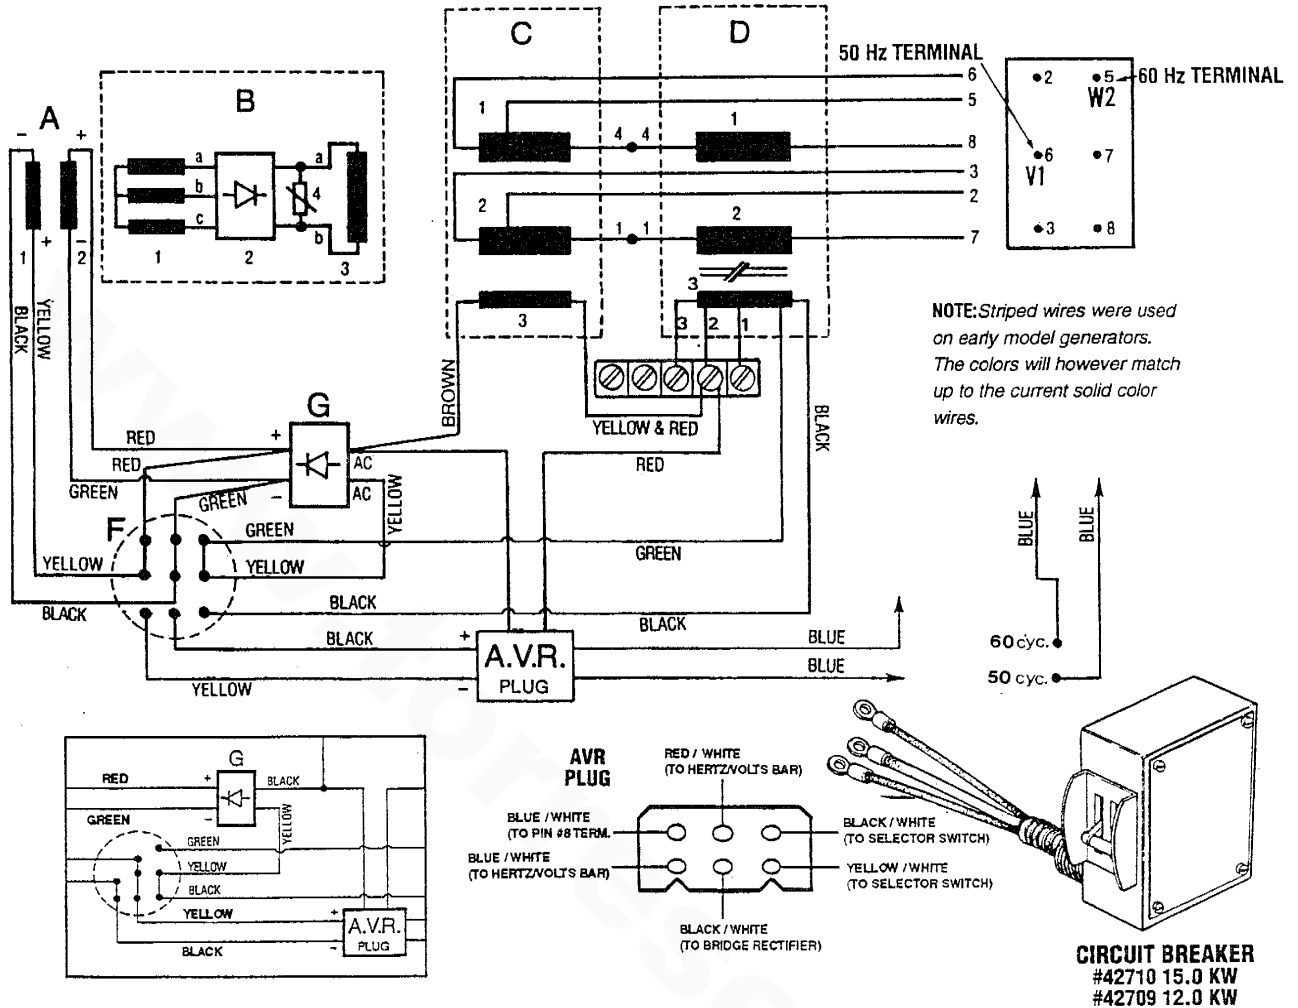 C
D
50 Hz TERMINAL
6
5
8
3
2
7
2
5
60 Hz TERMINAL
W2
6
V1
7
3
8
A
-
+
+
-
1
2
BLACK
YELLOW
B
a
b
c
a
b
4
1
2
3
1
4
4
1
2
1
1
2
3
3
3
2
1
NOTE:Striped wires were used
on early model generators.
The colors will however match
up to the current solid color
wires.
BROWN
YELLOW & RED
RED
BLACK
G
+
-
AC
AC
RED
RED
GREEN
GREEN
YELLOW
F
GREEN
GREEN
YELLOW
YELLOW
BLACK
BLACK
BLACK
BLACK
YELLOW
+
-
A.V.R.
PLUG
BLUE
BLUE
BLUE
BLUE
60 cyc.
50 cyc.
G
RED
+
BLACK
-
GREEN
YELLOW
GREEN
YELLOW
BLACK
YELLOW
BLACK
+
-
A.V.R.
PLUG
AVR
PLUG
RED / WHITE
(TO HERTZ/VOLTS BAR)
BLUE / WHITE
(TO PIN #8 TERM.
BLUE / WHITE
(TO HERTZ/VOLTS BAR)
BLACK / WHITE
(TO SELECTOR SWITCH)
YELLOW / WHITE
(TO SELECTOR SWITCH)
BLACK / WHITE
(TO BRIDGE RECTIFIER)
CIRCUIT BREAKER
#42710 15.0 KW
#42709 12.0 KW